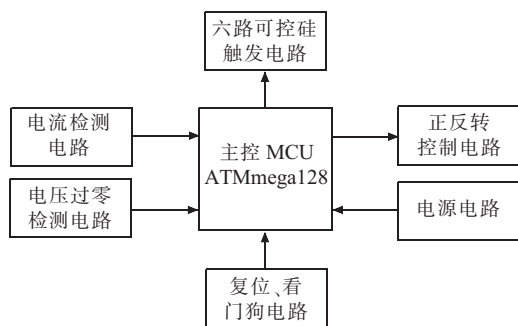 六路可控硅
触发电路
电流检测
电路
主控 MCU
ATMmega128
正反转
控制电路
电压过零
检测电路
电源电路
复位、看
门狗电路